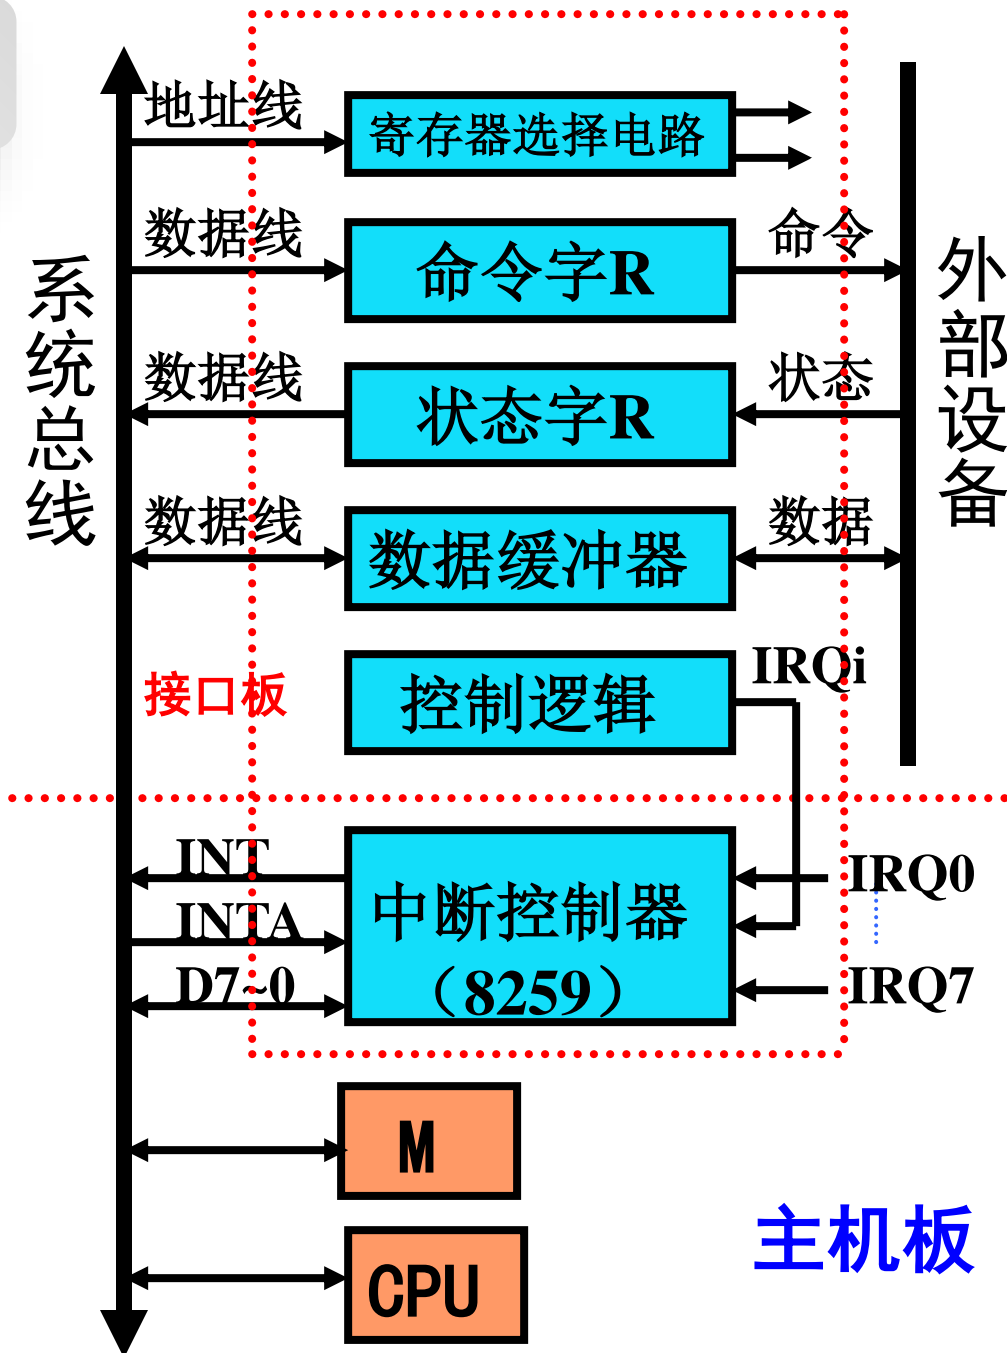 地址线
寄存器选择电路
数据线
命令字R
命令
系统总线
外部设备
数据线
状态字R
状态
数据线
数据缓冲器
数据
接口板
控制逻辑
IRQi
INT
IRQ0
INTA
中断控制器
D7~0
（8259）
IRQ7
M
主机板
CPU